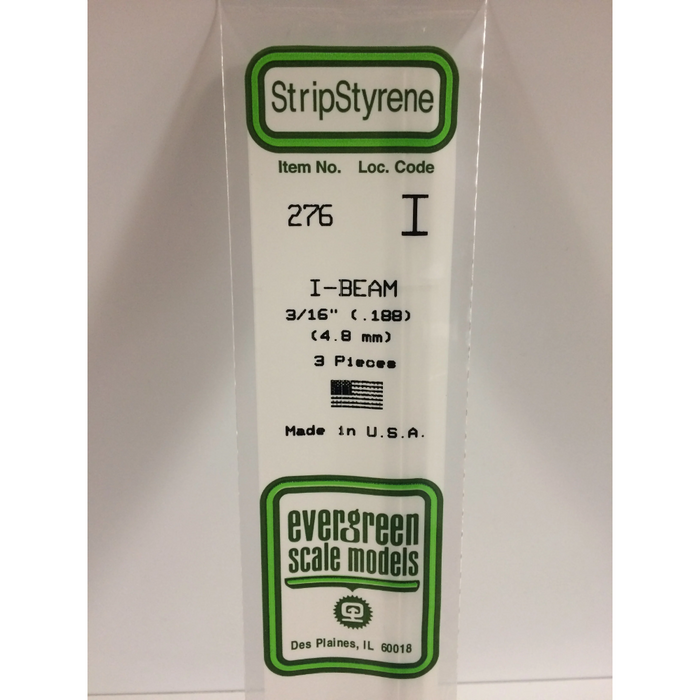 StripStyrene
Item No. Loc. Code
276 I
I-BEAM
3/16" (.188)
(4.8 mm)
3 Pieces
Made in U.S.A.
evergreen
scale models
Des Plaines, IL 60018